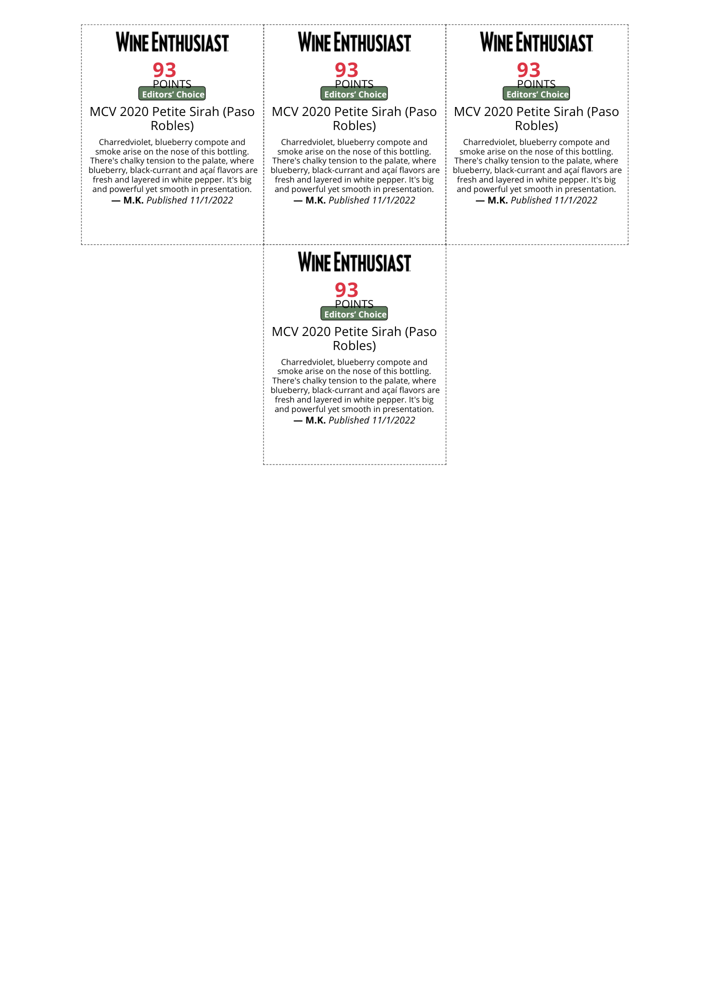 WINE ENTHUSIAST
93
POINTS
Editors’ Choice
MCV 2020 Petite Sirah (Paso
Robles)
Charredviolet, blueberry compote and
smoke arise on the nose of this bottling.
There's chalky tension to the palate, where
blueberry, black-currant and açaí flavors are
fresh and layered in white pepper. It's big
and powerful yet smooth in presentation.
— M.K. Published 11/1/2022
WINE ENTHUSIAST
93
POINTS
Editors’ Choice
MCV 2020 Petite Sirah (Paso
Robles)
Charredviolet, blueberry compote and
smoke arise on the nose of this bottling.
There's chalky tension to the palate, where
blueberry, black-currant and açaí flavors are
fresh and layered in white pepper. It's big
and powerful yet smooth in presentation.
— M.K. Published 11/1/2022
WINE ENTHUSIAST
93
POINTS
Editors’ Choice
MCV 2020 Petite Sirah (Paso
Robles)
Charredviolet, blueberry compote and
smoke arise on the nose of this bottling.
There's chalky tension to the palate, where
blueberry, black-currant and açaí flavors are
fresh and layered in white pepper. It's big
and powerful yet smooth in presentation.
— M.K. Published 11/1/2022
WINE ENTHUSIAST
93
POINTS
Editors’ Choice
MCV 2020 Petite Sirah (Paso
Robles)
Charredviolet, blueberry compote and
smoke arise on the nose of this bottling.
There's chalky tension to the palate, where
blueberry, black-currant and açaí flavors are
fresh and layered in white pepper. It's big
and powerful yet smooth in presentation.
— M.K. Published 11/1/2022